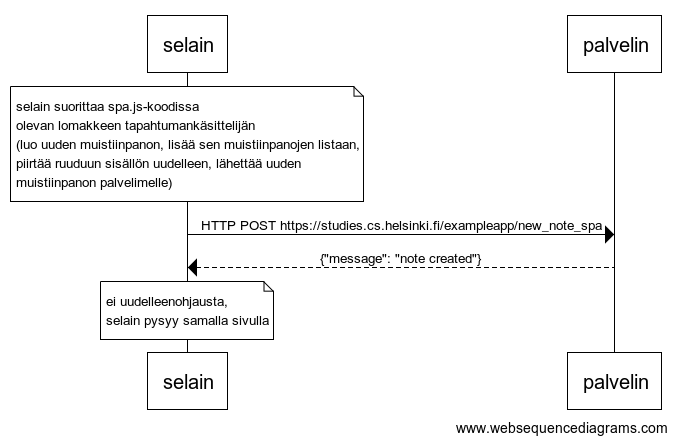 selain
palvelin
selain suorittaa spa.js-koodissa
olevan lomakkeen tapahtumankäsittelijän
(luo uuden muistiinpanon, lisää sen muistiinpanojen listaan,
piirtää ruuduun sisällön uudelleen, lähettää uuden
muistiinpanon palvelimelle)
HTTP POST https://studies.cs.helsinki.fi/exampleapp/new_note_spa
{"message": "note created"}
ei uudelleenohjausta,
selain pysyy samalla sivulla
selain
palvelin
www.websequencediagrams.com